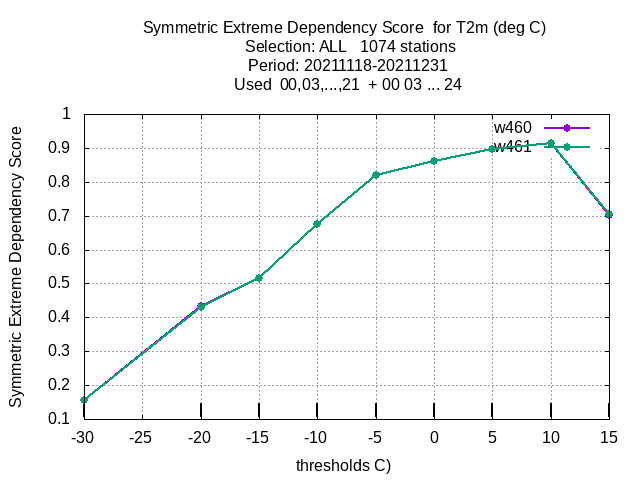 Symmetric Extreme Dependency Score  for T2m (deg C)
Selection: ALL   1074 stations
Period: 20211118-20211231
Used  00,03,...,21  + 00 03 ... 24
Symmetric Extreme Dependency Score
1
0.9
0.8
0.7
0.6
0.5
0.4
0.3
0.2
0.1
w460
w461
-30 -25 -20 -15 -10 -5 0 5 10 15
thresholds C)